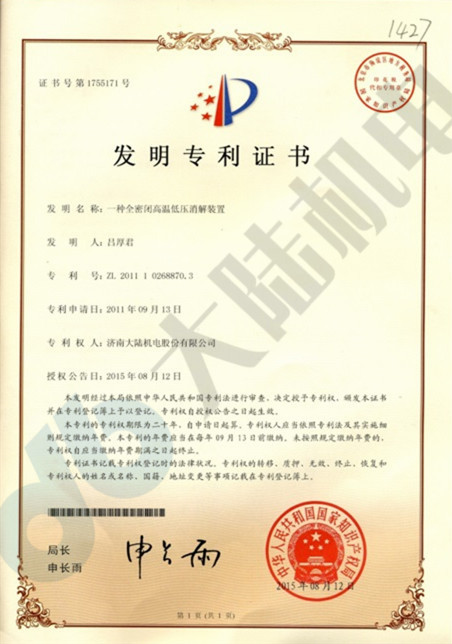 1427
证书号第1755171号
发明专利证书
发明名称:一种全密闭高温低压消解装置
发 明 人:吕厚君
专 利 号:ZL 2011 1 0268870.3
专利申请日:2011年09月13日
专 利 权 人:济南大陆机电股份有限公司
授权公告日:2015年08月12日
本发明经过本局依照中华人民共和国专利法进行审查,决定授予专利权,颁发本证书
并在专利登记簿上予以登记。专利权自授权公告之日起生效。
本专利的专利权期限为二十年,自申请日起算。专利权人应当依照专利法及其实施细
则规定缴纳年费。本专利的年费应当在每年09月13日前缴纳。未按照规定缴纳年费的,
专利权自应当缴纳年费期满之日起终止。
专利证书记载专利权登记时的法律状况。专利权的转移、质押、无效、终止、恢复和
专利权人的姓名或名称、国籍、地址变更等事项记载在专利登记簿上。
局长
申长雨
申长雨
中华人民共和国国家知识产权局
2015年08月12日
第1页(共1页)
大陆机电